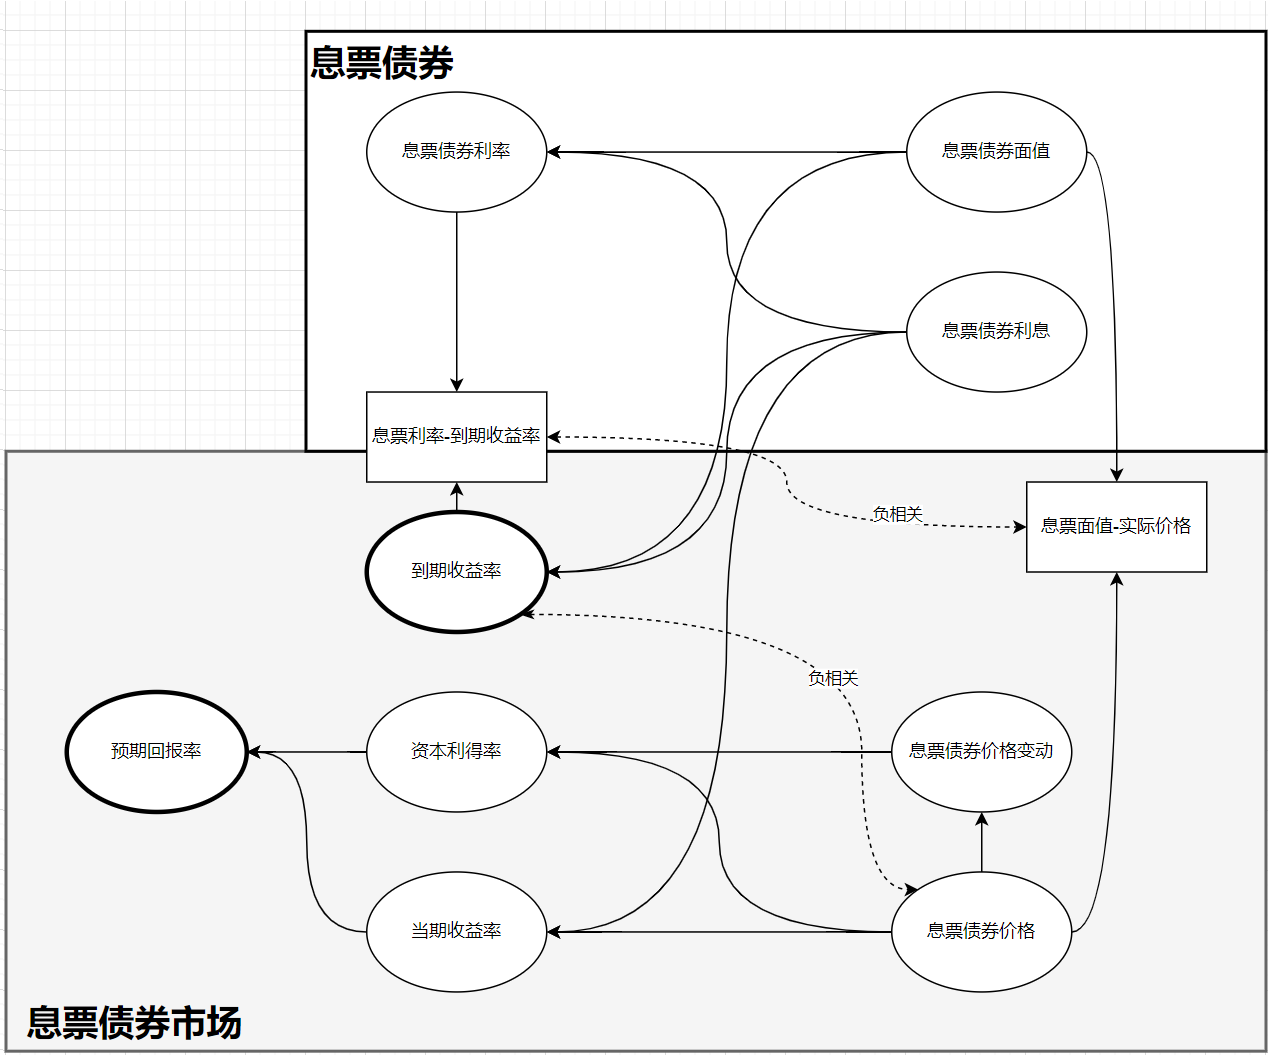 息票债券
息票债券利率
息票债券面值
息票债券利息
息票利率-到期收益率
负相关
息票面值-实际价格
到期收益率
负相关
预期回报率
资本利得率
息票债券价格变动
当期收益率
息票债券价格
息票债券市场